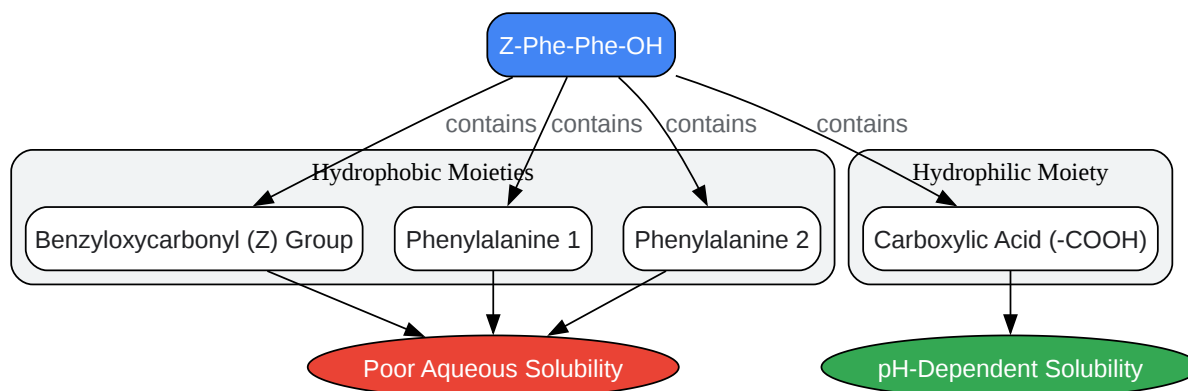 Z-Phe-Phe-OH
contains
contains
contains
contains
Hydrophobic Moieties
Hydrophilic Moiety
Benzyloxycarbonyl (Z) Group
Phenylalanine 1
Phenylalanine 2
Carboxylic Acid (-COOH)
Poor Aqueous Solubility
pH-Dependent Solubility